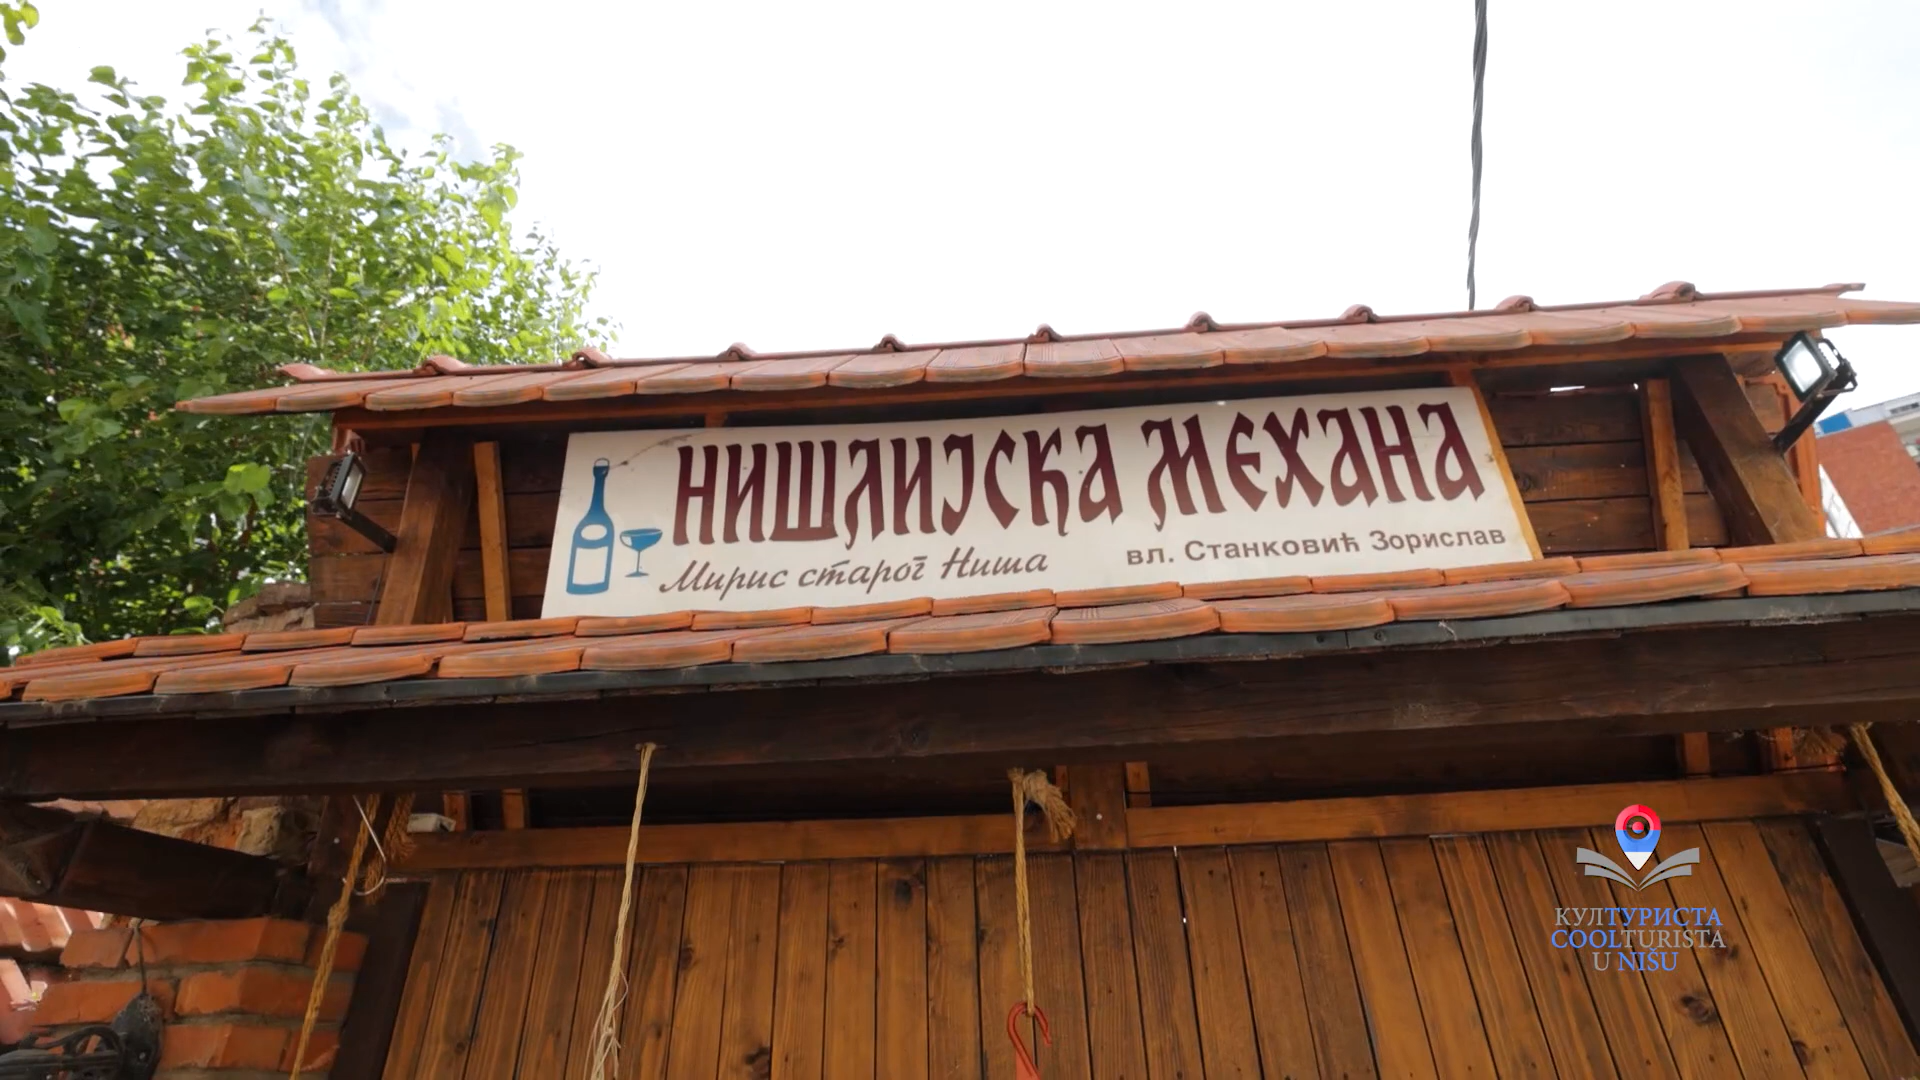 НИШЛИЈСКА МЕХАНА
Мирис старог Ниша
вл. Станковић Зорислав
КУЛТУРИСТА
COOLTURISTA
U NIŠU